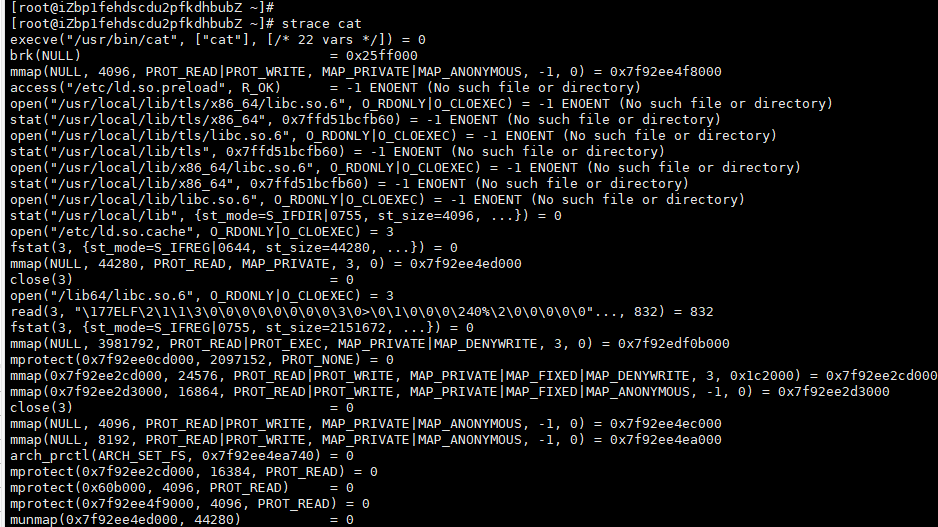 [root@iZbp1fehdscdu2pfkdhbubZ ~]#
[root@iZbp1fehdscdu2pfkdhbubZ ~]# strace cat
execve("/usr/bin/cat", ["cat"], [/* 22 vars */]) = 0
brk(NULL)                               = 0x25ff000
mmap(NULL, 4096, PROT_READ|PROT_WRITE, MAP_PRIVATE|MAP_ANONYMOUS, -1, 0) = 0x7f92ee4f8000
access("/etc/ld.so.preload", R_OK)      = -1 ENOENT (No such file or directory)
open("/usr/local/lib/tls/x86_64/libc.so.6", O_RDONLY|O_CLOEXEC) = -1 ENOENT (No such file or directory)
stat("/usr/local/lib/tls/x86_64", 0x7ffd51bcfb60) = -1 ENOENT (No such file or directory)
open("/usr/local/lib/tls/libc.so.6", O_RDONLY|O_CLOEXEC) = -1 ENOENT (No such file or directory)
stat("/usr/local/lib/tls", 0x7ffd51bcfb60) = -1 ENOENT (No such file or directory)
open("/usr/local/lib/x86_64/libc.so.6", O_RDONLY|O_CLOEXEC) = -1 ENOENT (No such file or directory)
stat("/usr/local/lib/x86_64", 0x7ffd51bcfb60) = -1 ENOENT (No such file or directory)
open("/usr/local/lib/libc.so.6", O_RDONLY|O_CLOEXEC) = -1 ENOENT (No such file or directory)
stat("/usr/local/lib", {st_mode=S_IFDIR|0755, st_size=4096, ...}) = 0
open("/etc/ld.so.cache", O_RDONLY|O_CLOEXEC) = 3
fstat(3, {st_mode=S_IFREG|0644, st_size=44280, ...}) = 0
mmap(NULL, 44280, PROT_READ, MAP_PRIVATE, 3, 0) = 0x7f92ee4ed000
close(3)                                = 0
open("/lib64/libc.so.6", O_RDONLY|O_CLOEXEC) = 3
read(3, "\177ELF\2\1\1\3\0\0\0\0\0\0\0\0\3\0>\0\1\0\0\0\240%\2\0\0\0\0\0"..., 832) = 832
fstat(3, {st_mode=S_IFREG|0755, st_size=2151672, ...}) = 0
mmap(NULL, 3981792, PROT_READ|PROT_EXEC, MAP_PRIVATE|MAP_DENYWRITE, 3, 0) = 0x7f92edf0b000
mprotect(0x7f92ee0cd000, 2097152, PROT_NONE) = 0
mmap(0x7f92ee2cd000, 24576, PROT_READ|PROT_WRITE, MAP_PRIVATE|MAP_FIXED|MAP_DENYWRITE, 3, 0x1c2000) = 0x7f92ee2cd000
mmap(0x7f92ee2d3000, 16864, PROT_READ|PROT_WRITE, MAP_PRIVATE|MAP_FIXED|MAP_ANONYMOUS, -1, 0) = 0x7f92ee2d3000
close(3)                                = 0
mmap(NULL, 4096, PROT_READ|PROT_WRITE, MAP_PRIVATE|MAP_ANONYMOUS, -1, 0) = 0x7f92ee4ec000
mmap(NULL, 8192, PROT_READ|PROT_WRITE, MAP_PRIVATE|MAP_ANONYMOUS, -1, 0) = 0x7f92ee4ea000
arch_prctl(ARCH_SET_FS, 0x7f92ee4ea740) = 0
mprotect(0x7f92ee2cd000, 16384, PROT_READ) = 0
mprotect(0x60b000, 4096, PROT_READ)     = 0
mprotect(0x7f92ee4f9000, 4096, PROT_READ) = 0
munmap(0x7f92ee4ed000, 44280)           = 0